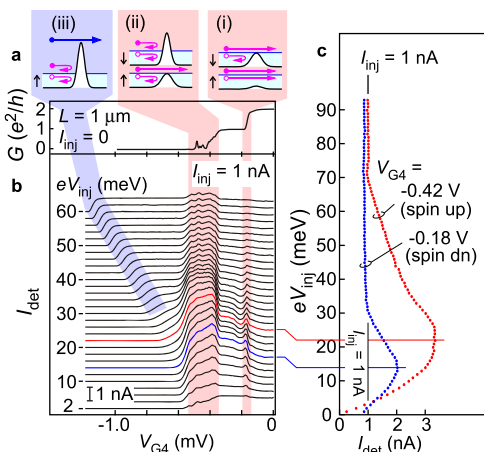 (iii)
(ii)
(i)
a
c
G (e²/h)
2
1
0
L = 1 μm
I_inj = 0
I_inj = 1 nA
b
eV_inj (meV)
I_det
60
50
40
30
20
10
2
1 nA
-1.0
0
V_G4 (mV)
I_inj = 1 nA
90
80
70
60
50
40
30
20
10
0
eV_inj (meV)
V_G4 =
-0.42 V
(spin up)
-0.18 V
(spin dn)
I_inj = 1 nA
0
1
2
3
I_det (nA)